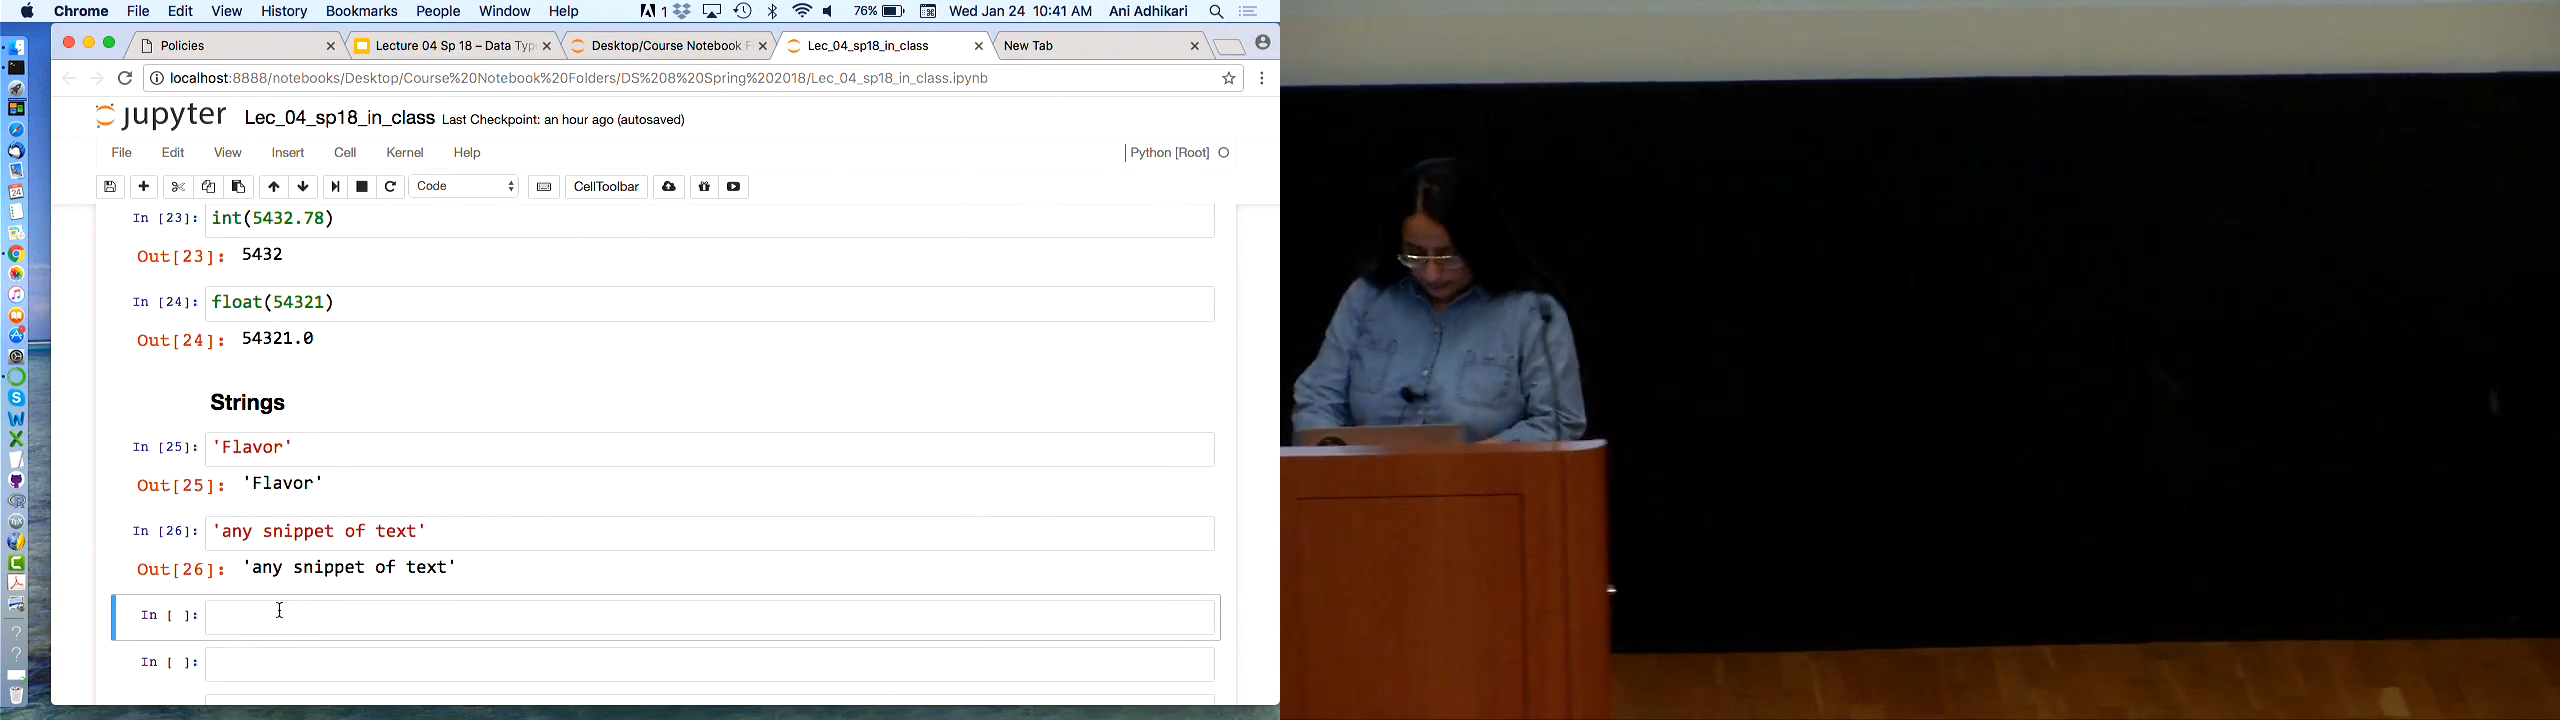 Chrome File Edit View History Bookmarks People Window Help 1 76% Wed Jan 24 10:41 AM Ani Adhikari
Policies Lecture 04 Sp 18 – Data Typ Desktop/Course Notebook F Lec_04_sp18_in_class New Tab
localhost:8888/notebooks/Desktop/Course%20Notebook%20Folders/DS%208%20Spring%202018/Lec_04_sp18_in_class.ipynb
jupyter Lec_04_sp18_in_class Last Checkpoint: an hour ago (autosaved)
File Edit View Insert Cell Kernel Help Python [Root]
Code CellToolbar
In [23]: int(5432.78)
Out[23]: 5432
In [24]: float(54321)
Out[24]: 54321.0
Strings
In [25]: 'Flavor'
Out[25]: 'Flavor'
In [26]: 'any snippet of text'
Out[26]: 'any snippet of text'
In [ ]:
In [ ]: